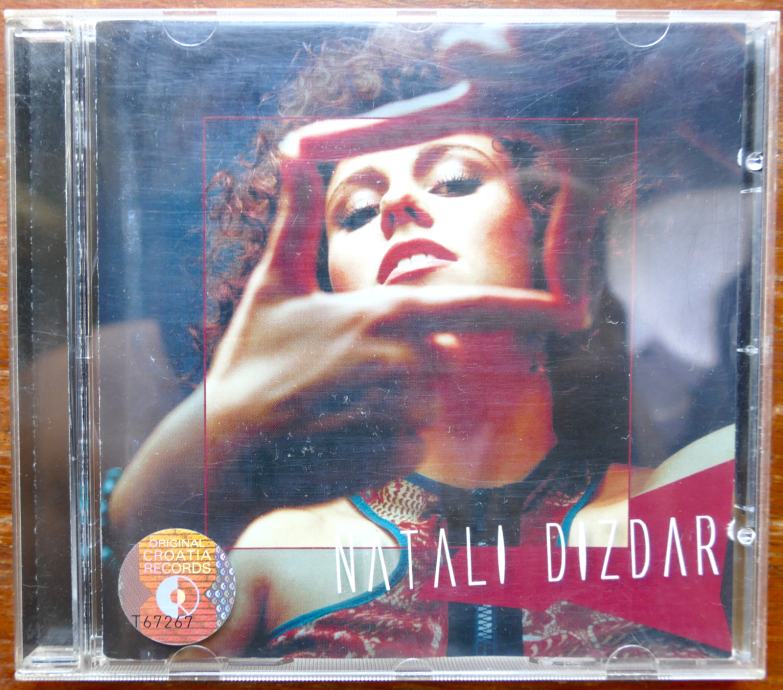 NATALI DIZDAR
ORIGINAL
CROATIA
RECORDS
T67267